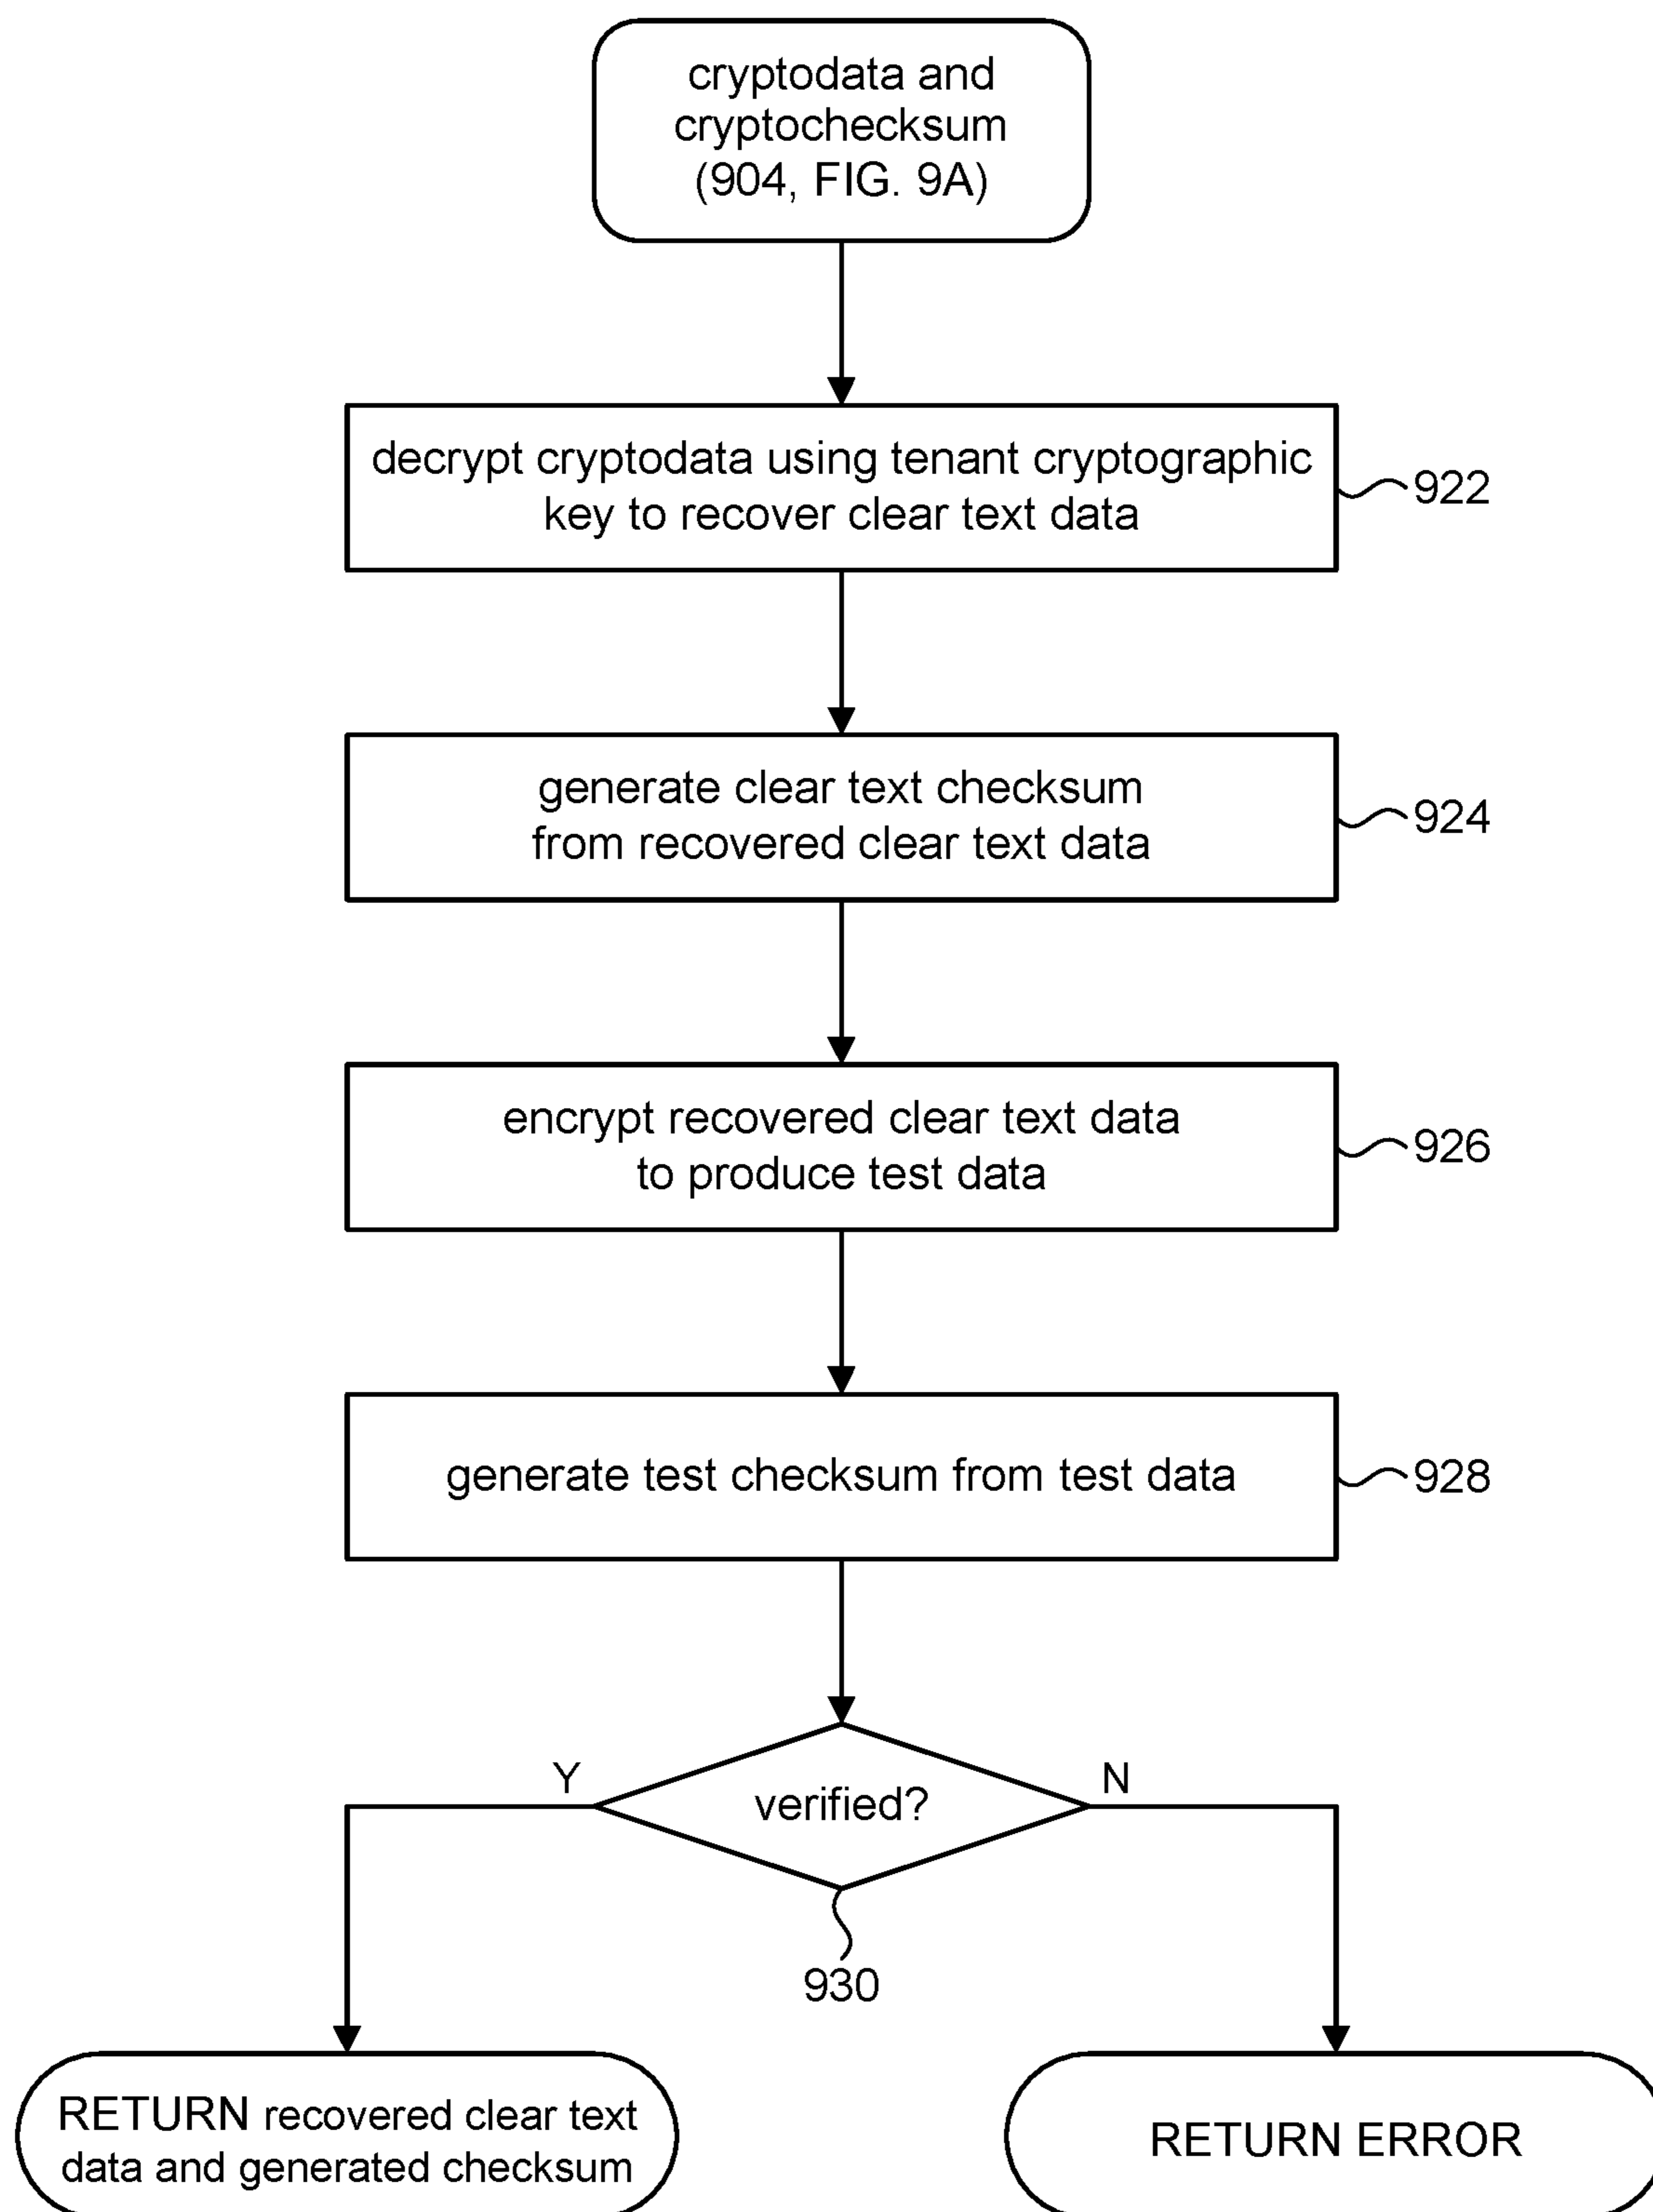 cryptodata and
cryptochecksum
(904, FIG. 9A)
decrypt cryptodata using tenant cryptographic
key to recover clear text data
922
generate clear text checksum
from recovered clear text data
924
encrypt recovered clear text data
to produce test data
926
generate test checksum from test data
928
Y
N
verified?
930
RETURN recovered clear text
data and generated checksum
RETURN ERROR